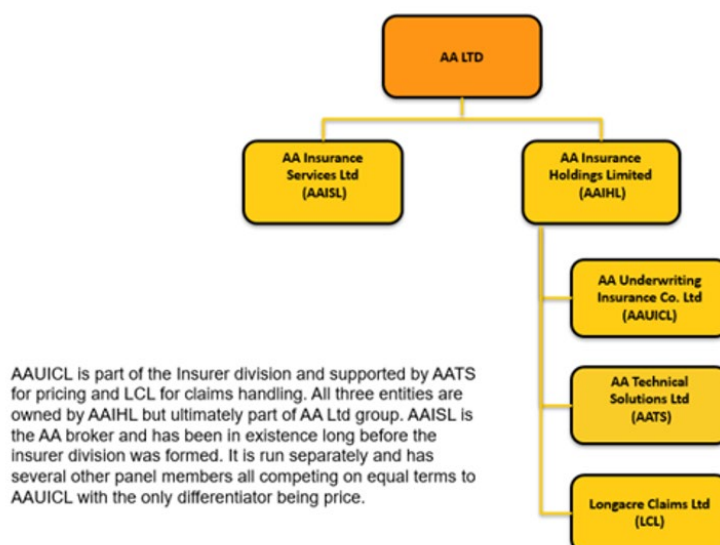 AA LTD
AA Insurance
Services Ltd
(AAISL)
AA Insurance
Holdings Limited
(AAIHL)
AA Underwriting
Insurance Co. Ltd
(AAUICL)
AA Technical
Solutions Ltd
(AATS)
Longacre Claims Ltd
(LCL)
AAUICL is part of the Insurer division and supported by AATS
for pricing and LCL for claims handling. All three entities are
owned by AAIHL but ultimately part of AA Ltd group. AAISL is
the AA broker and has been in existence long before the
insurer division was formed. It is run separately and has
several other panel members all competing on equal terms to
AAUICL with the only differentiator being price.